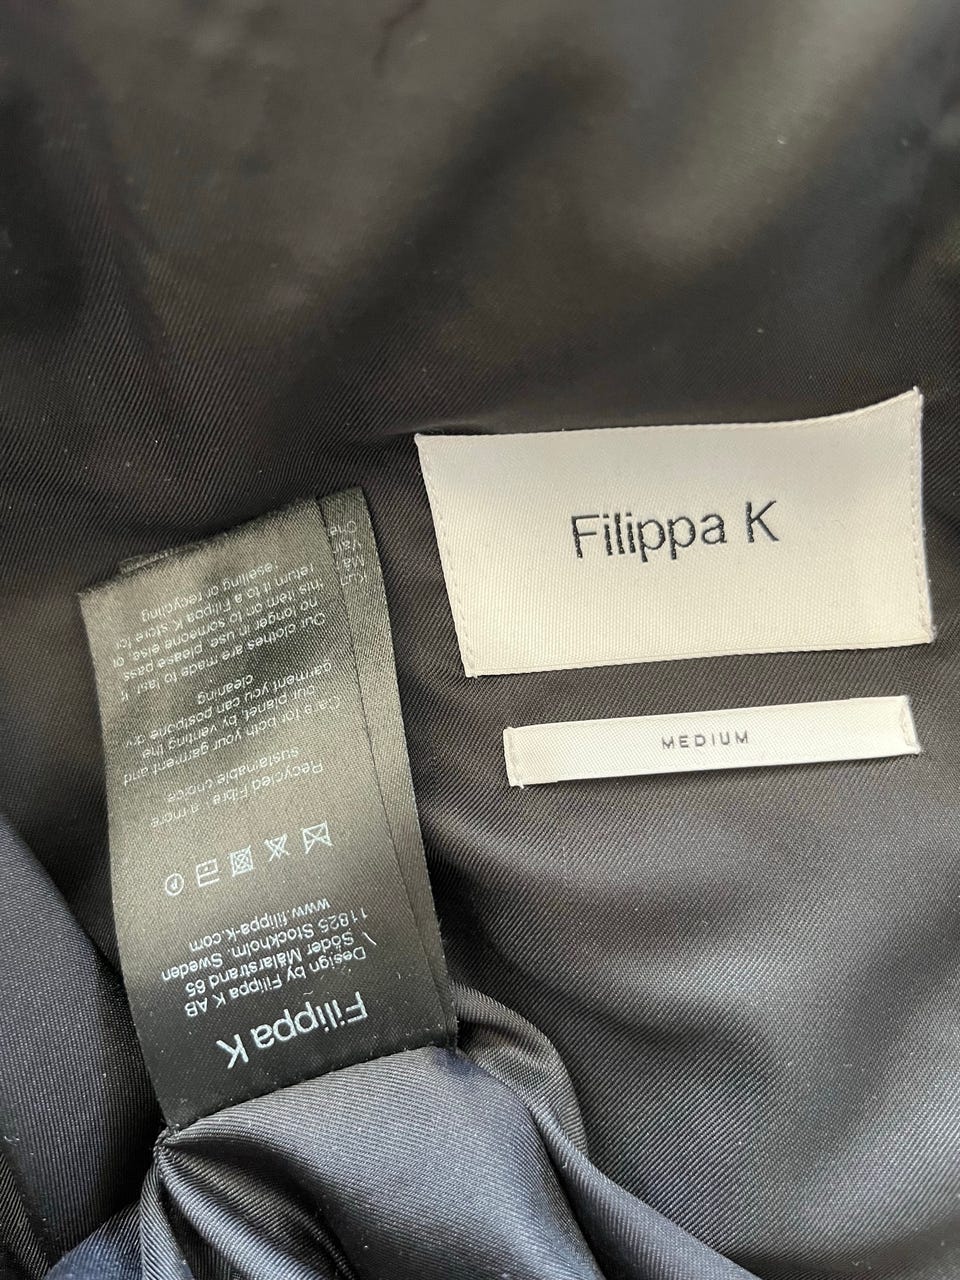 Filippa K
MEDIUM
Filippa K
Design by Filippa K AB
Söder Mälarstrand 65
11825 Stockholm, Sweden
www.filippa-k.com
Recycled Fibre: a more
sustainable choice
Care for both your garment and
our planet, by venting the
garment you can postpone dry
cleaning
Our clothes are made to last. If
no longer in use, please pass
this item on to someone else, or
return it to a Filippa K store for
reselling or recycling